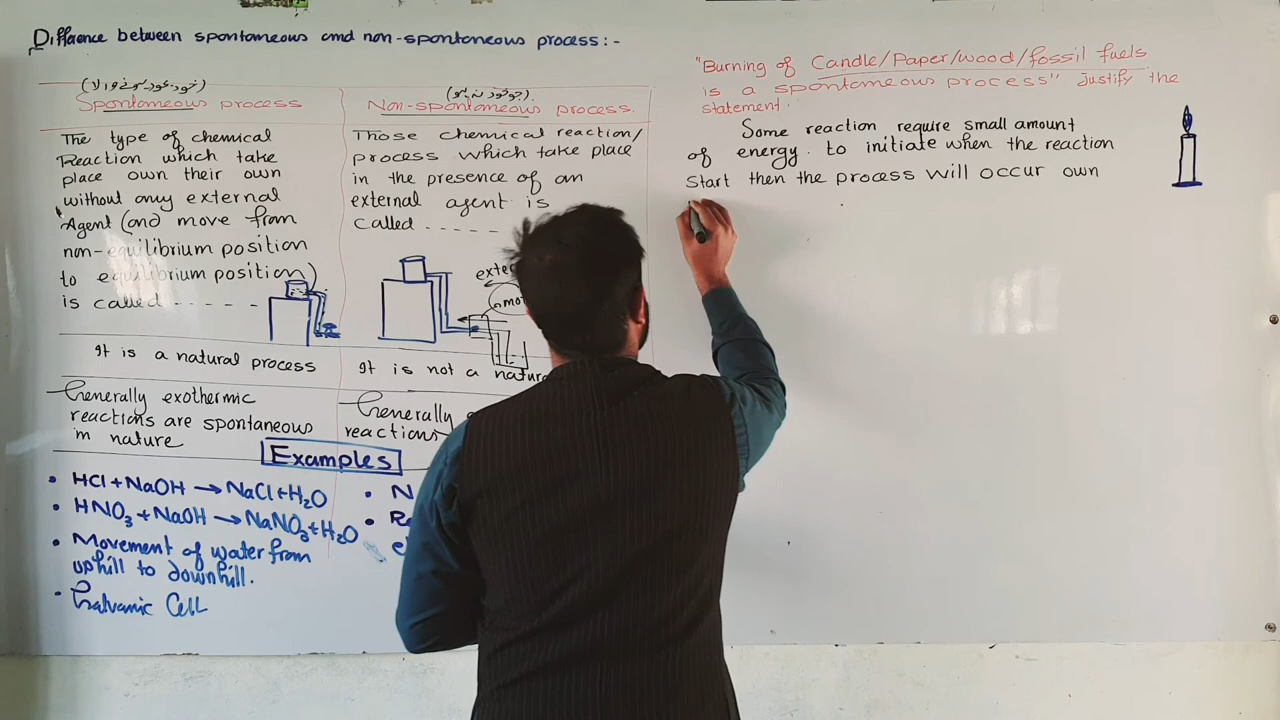 Diffrence between spontaneous and non-spontaneous process:-
Spontaneous process
The type of chemical
Reaction which take
place own their own
without any external
Agent (and move from
non-equilibrium position
to equilibrium position)
is called - - - - - -
It is a natural process
Generally exothermic
reactions are spontaneous
in nature
Non-spontaneous process.
Those chemical reaction/
process which take place
in the presence of an
external agent is
called - - - - -
It is not a
Generally
reactions
Examples
• HCl + NaOH → NaCl + H₂O
• HNO₃ + NaOH → NaNO₃ + H₂O
• Movement of water from
uphill to downhill.
• Galvanic Cell
"Burning of Candle/Paper/wood/fossil fuels
is a spontaneous process" Justify the
statement.
Some reaction require small amount
of energy. to initiate when the reaction
Start then the process will occur own